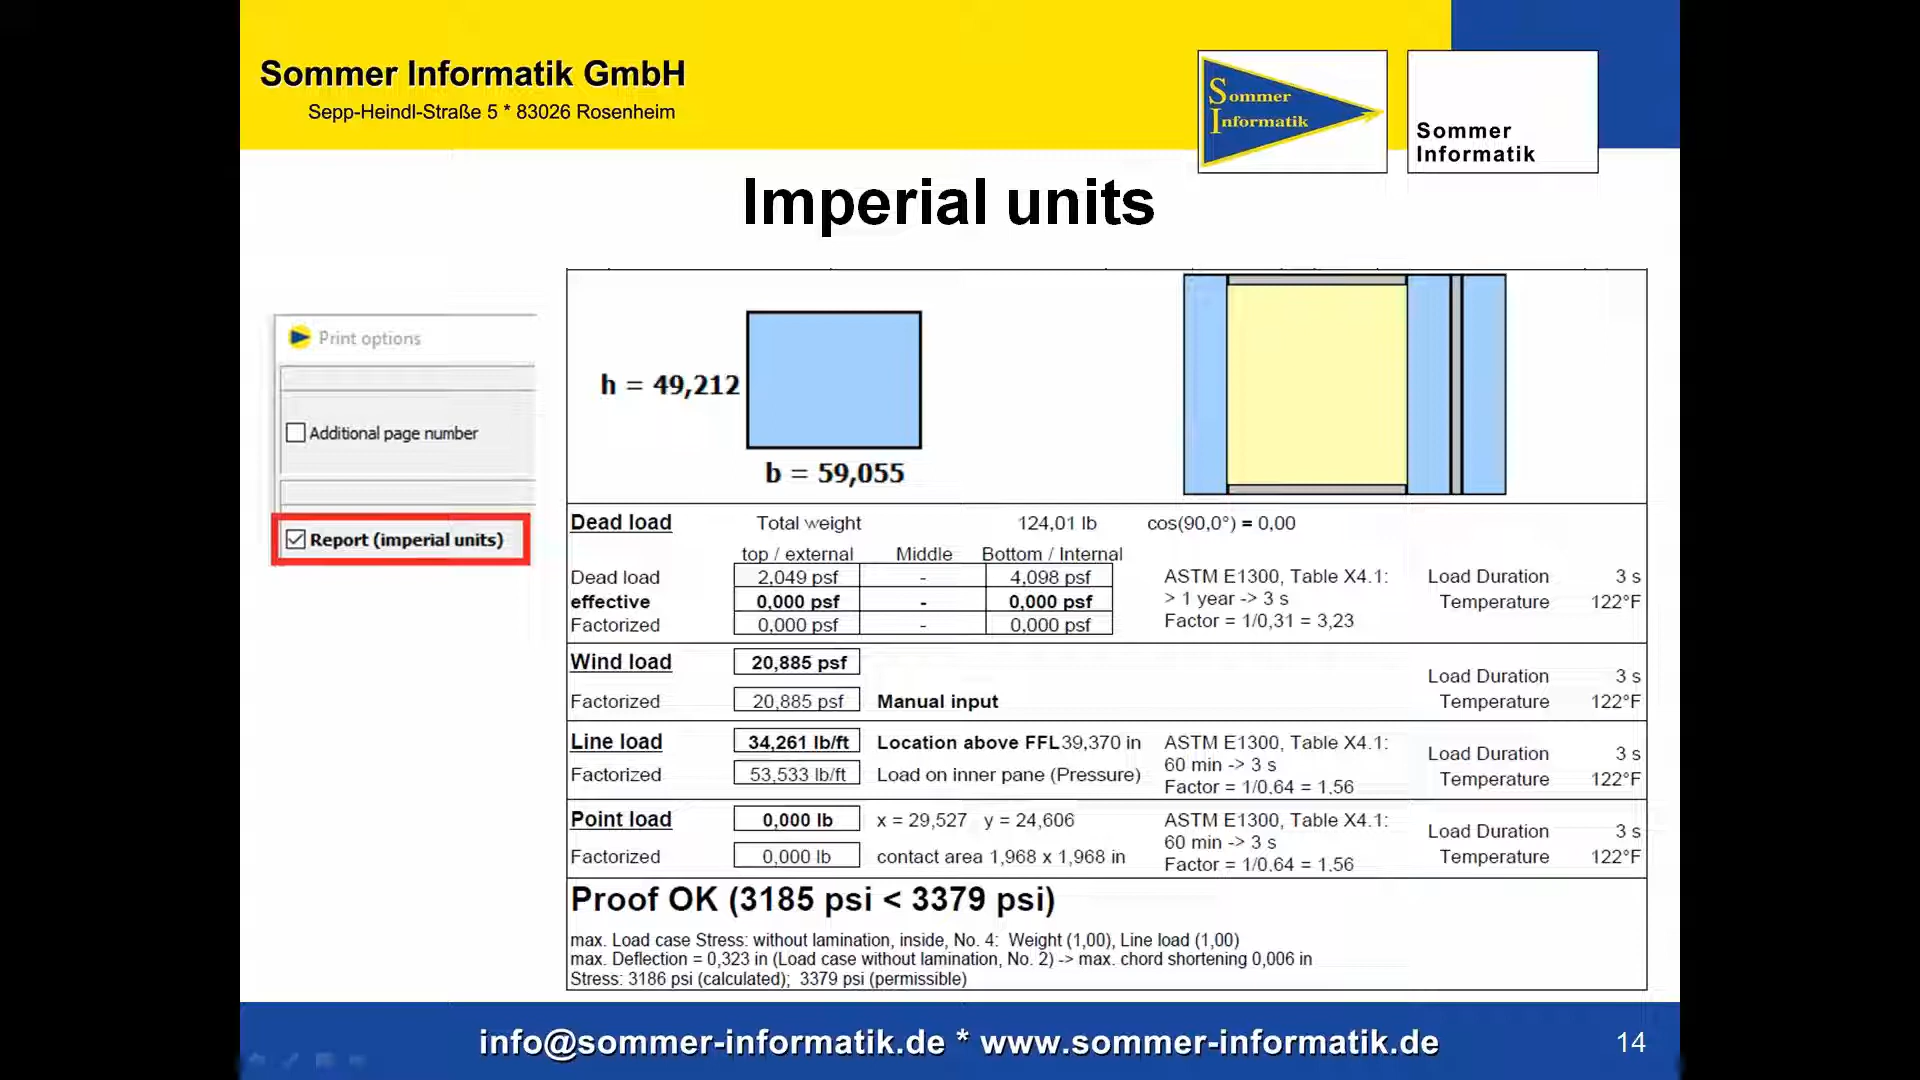 Sommer Informatik GmbH
Sepp-Heindl-Straße 5 * 83026 Rosenheim
Sommer
Informatik
Sommer
Informatik
Imperial units
Print options
Additional page number
Report (imperial units)
h = 49,212
b = 59,055
Dead load Total weight 124,01 lb cos(90,0°) = 0,00
top / external Middle Bottom / Internal
Dead load 2,049 psf - 4,098 psf ASTM E1300, Table X4.1: Load Duration 3 s
effective 0,000 psf - 0,000 psf > 1 year -> 3 s Temperature 122°F
Factorized 0,000 psf - 0,000 psf Factor = 1/0,31 = 3,23
Wind load 20,885 psf Load Duration 3 s
Factorized 20,885 psf Manual input Temperature 122°F
Line load 34,261 lb/ft Location above FFL 39,370 in ASTM E1300, Table X4.1: Load Duration 3 s
60 min -> 3 s
Factorized 53,533 lb/ft Load on inner pane (Pressure) Factor = 1/0.64 = 1.56 Temperature 122°F
Point load 0,000 lb x = 29,527 y = 24,606 ASTM E1300, Table X4.1: Load Duration 3 s
60 min -> 3 s
Factorized 0,000 lb contact area 1,968 x 1,968 in Factor = 1/0.64 = 1.56 Temperature 122°F
Proof OK (3185 psi < 3379 psi)
max. Load case Stress: without lamination, inside, No. 4: Weight (1,00), Line load (1,00)
max. Deflection = 0,323 in (Load case without lamination, No. 2) -> max. chord shortening 0,006 in
Stress: 3186 psi (calculated); 3379 psi (permissible)
info@sommer-informatik.de * www.sommer-informatik.de
14